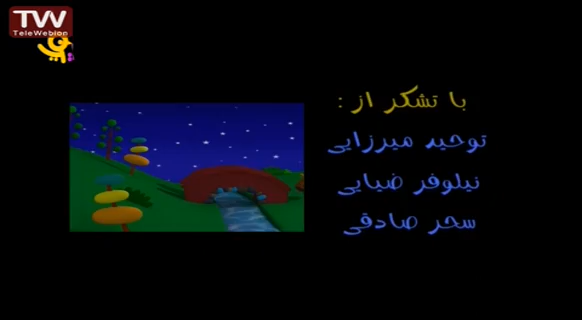 TVW
TeleWebion
با تشکر از :
توحید میرزایی
نیلوفر ضیایی
سحر صادقی